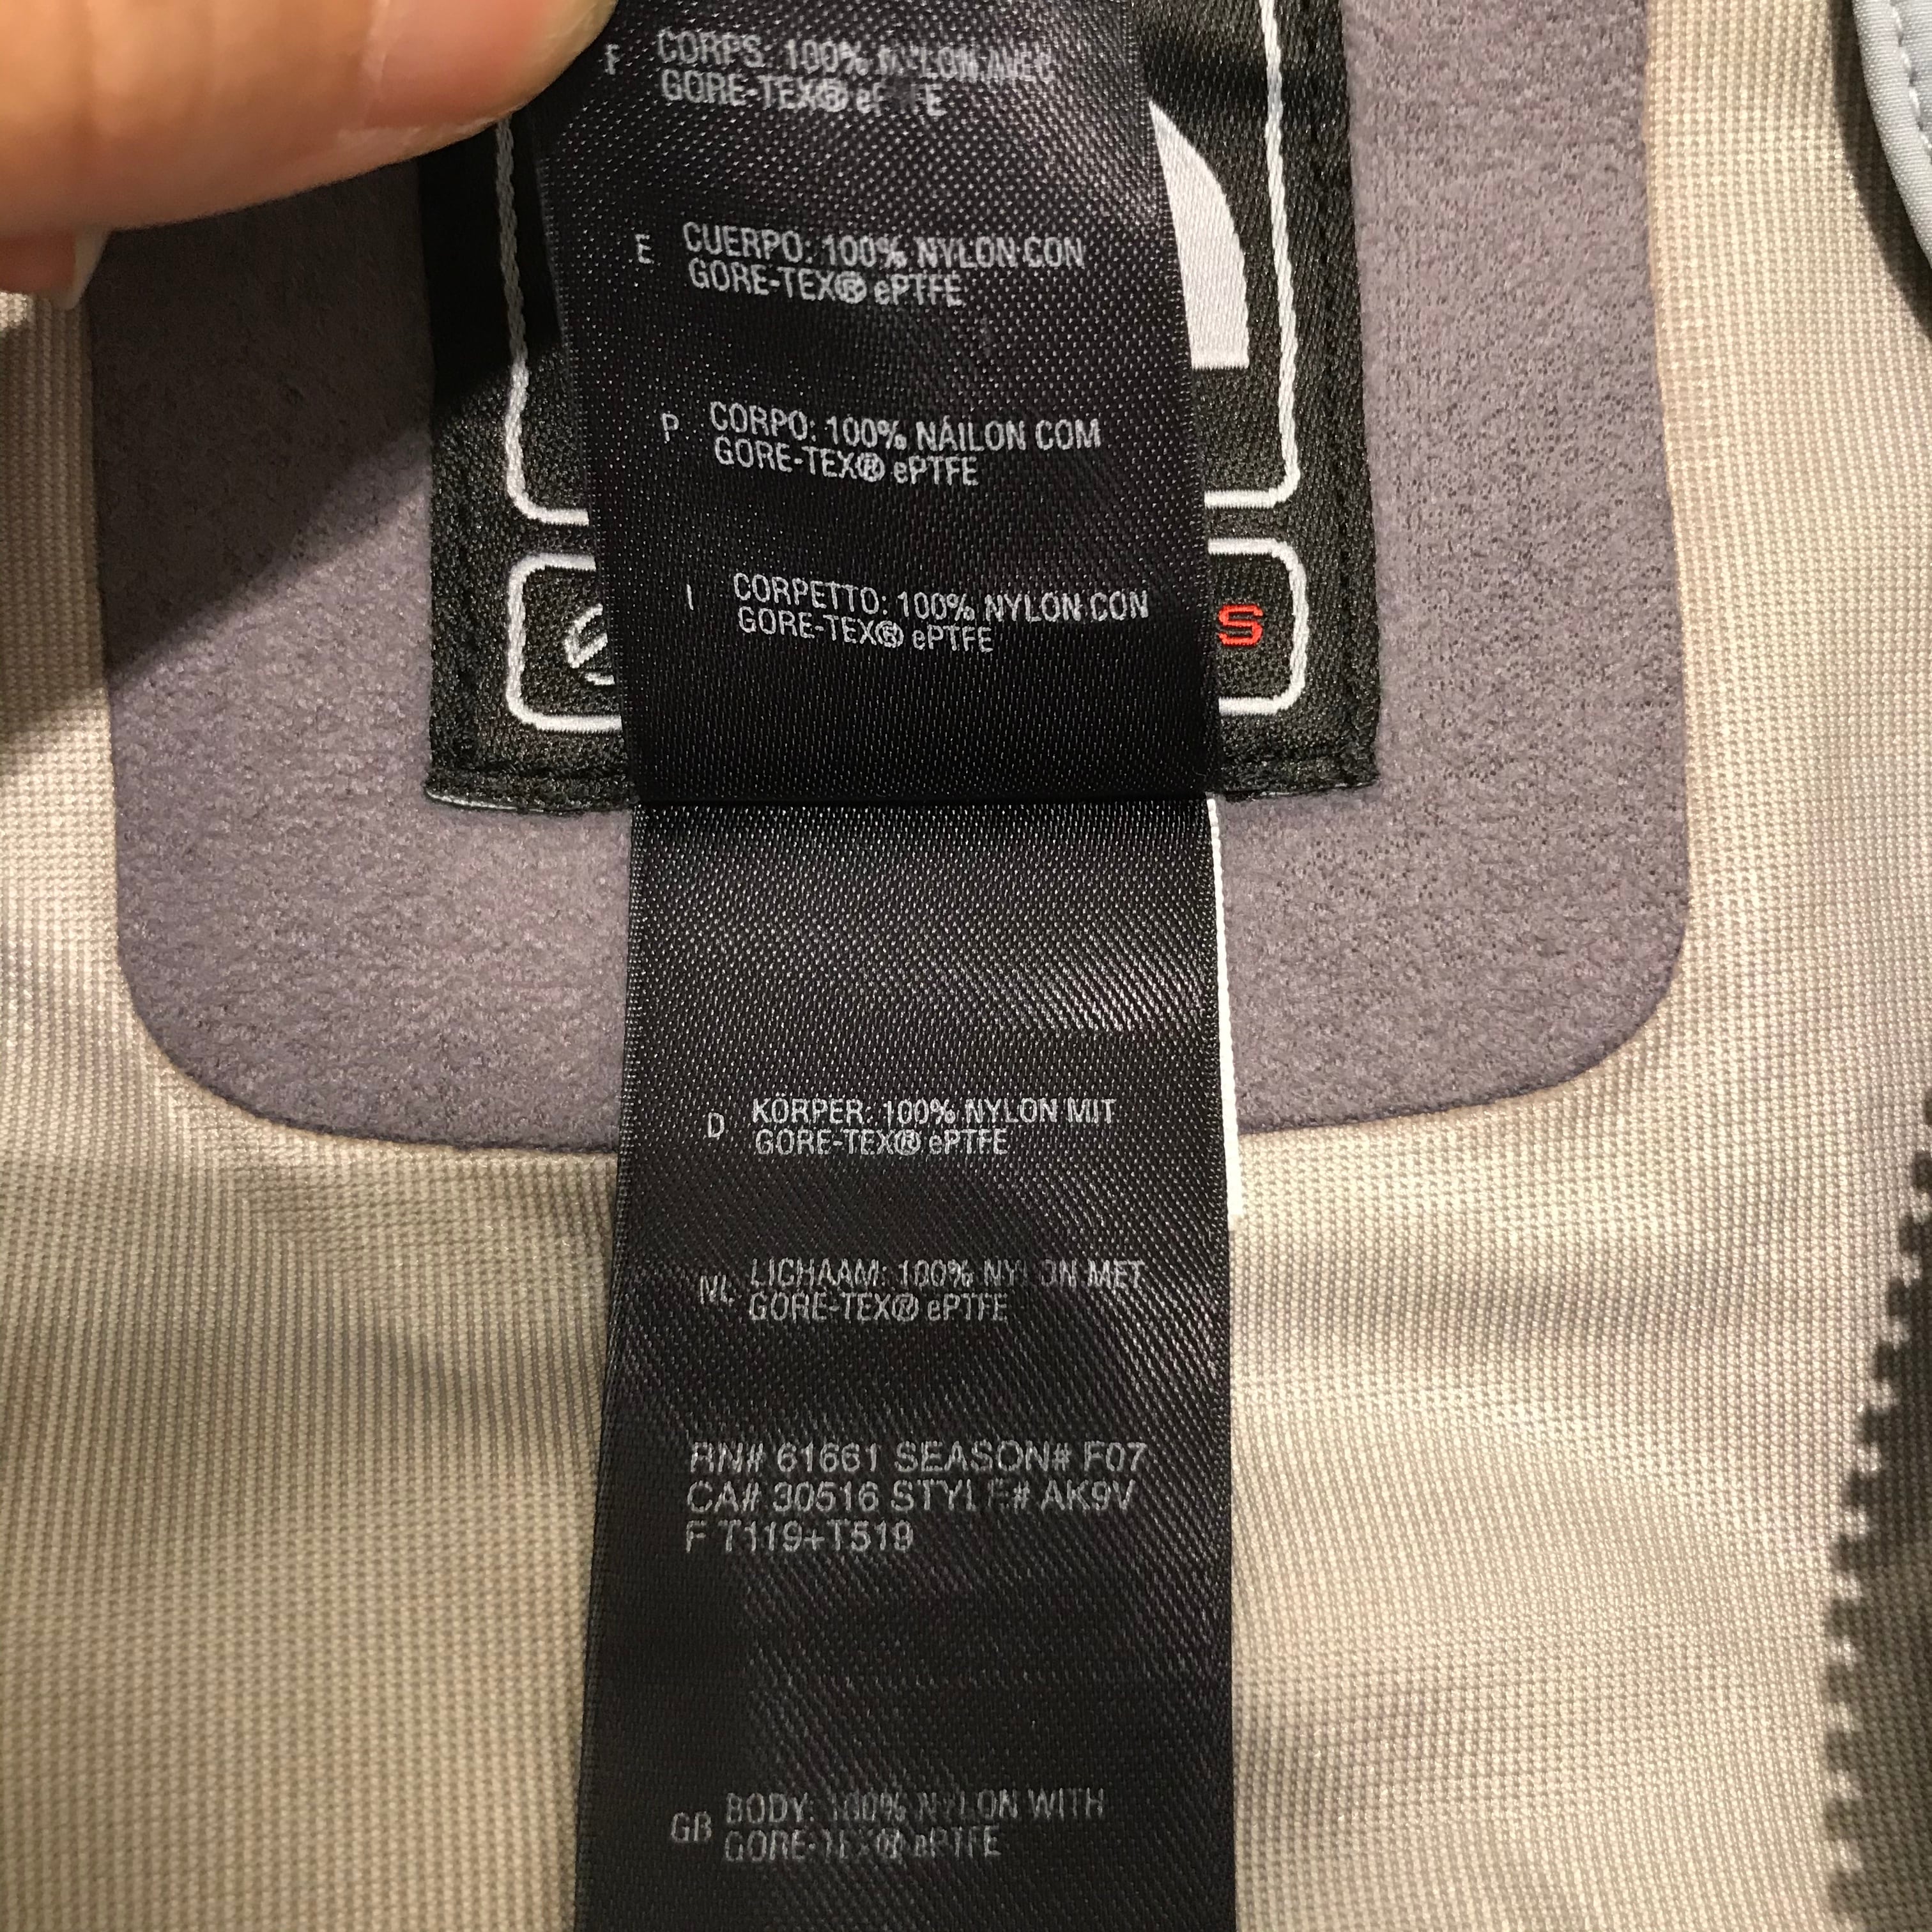 F CORPS: 100% NYLON AVEC
GORE-TEX® ePTFE
E CUERPO: 100% NYLON CON
GORE-TEX® ePTFE
P CORPO: 100% NÁILON COM
GORE-TEX® ePTFE
I CORPETTO: 100% NYLON CON
GORE-TEX® ePTFE
S
D KÖRPER: 100% NYLON MIT
GORE-TEX® ePTFE
NL LICHAAM: 100% NYLON MET
GORE-TEX® ePTFE
RN# 61661 SEASON# F07
CA# 30516 STYLE# AK9V
F T119+T519
GB BODY: 100% NYLON WITH
GORE-TEX® ePTFE